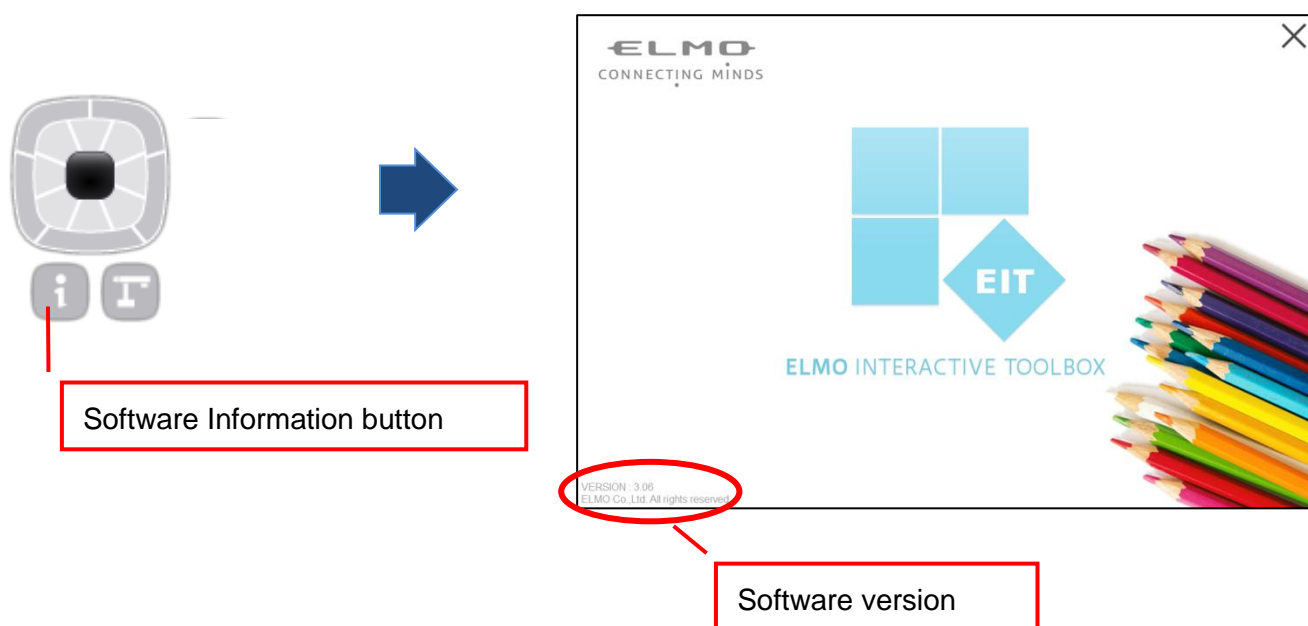 ELMO
CONNECTING MINDS
i
EIT
ELMO INTERACTIVE TOOLBOX
Software Information button
VERSION : 3.06
ELMO Co.,Ltd. All rights reserved
Software version